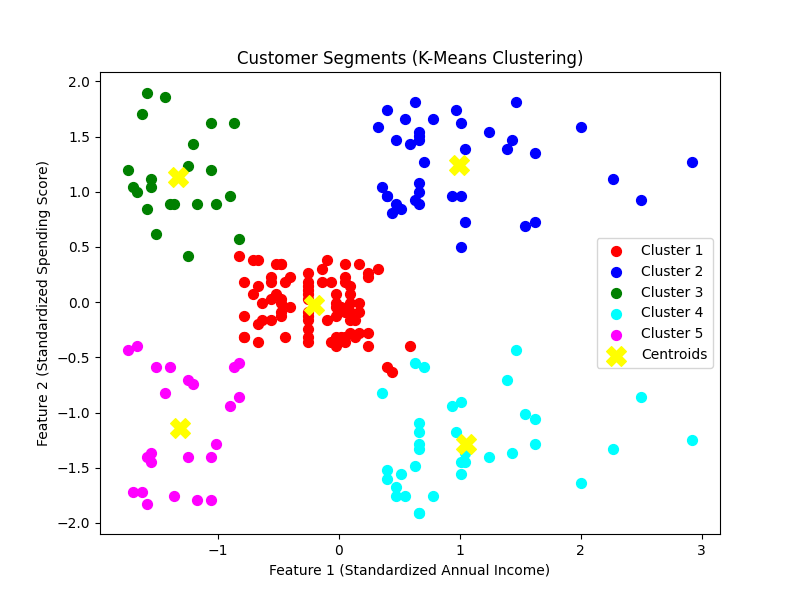 Customer Segments (K-Means Clustering)
2.0
1.5
1.0
0.5
0.0
−0.5
−1.0
−1.5
−2.0
Feature 2 (Standardized Spending Score)
Cluster 1
Cluster 2
Cluster 3
Cluster 4
Cluster 5
Centroids
−1
0
1
2
3
Feature 1 (Standardized Annual Income)